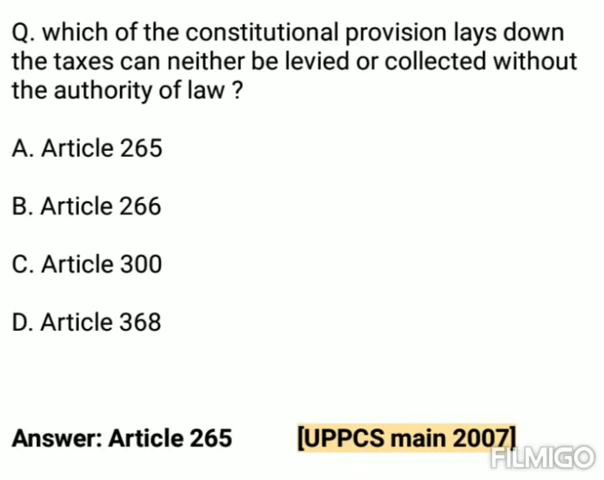 Q. which of the constitutional provision lays down
the taxes can neither be levied or collected without
the authority of law ?
A. Article 265
B. Article 266
C. Article 300
D. Article 368
Answer: Article 265 [UPPCS main 2007]
FILMIGO